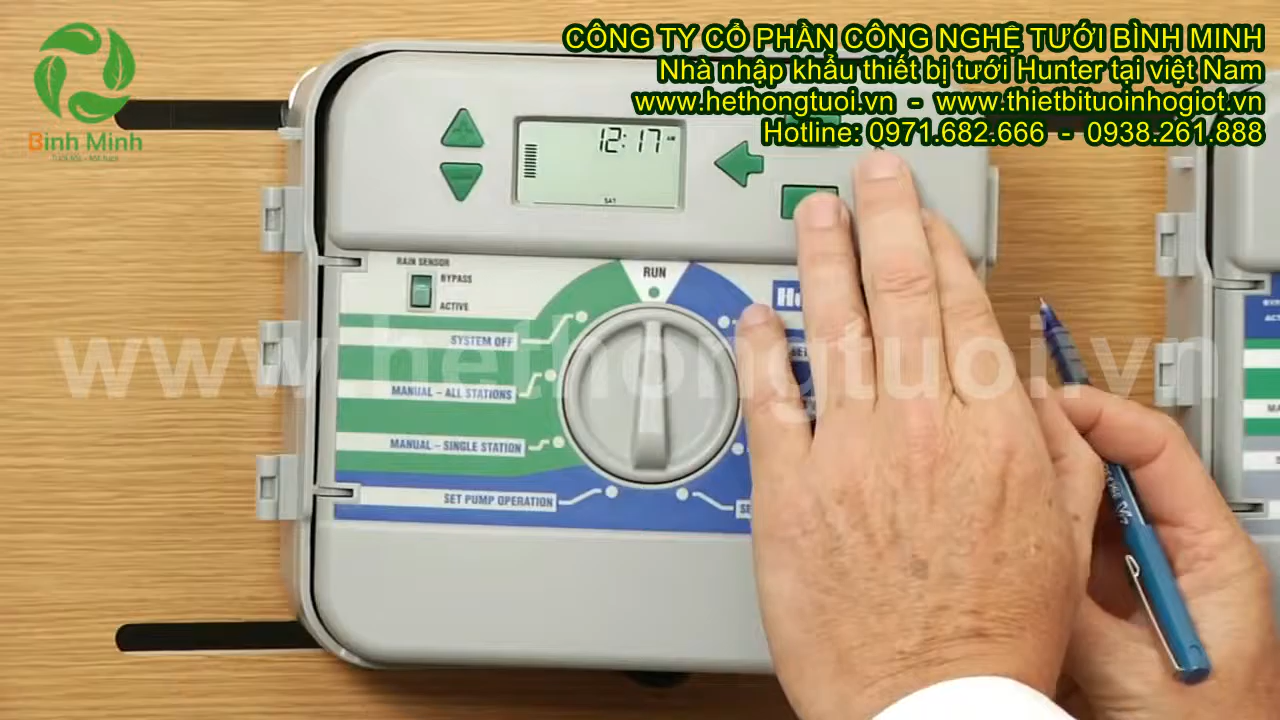 CÔNG TY CỔ PHẦN CÔNG NGHỆ TƯỚI BÌNH MINH
Nhà nhập khẩu thiết bị tưới Hunter tại việt Nam
www.hethongtuoi.vn - www.thietbituoinhogiot.vn
Hotline: 0971.682.666 - 0938.261.888
Bình Minh
12:17 AM
SAT
RAIN SENSOR
BYPASS
ACTIVE
RUN
SYSTEM OFF
www.hethongtuoi.vn
MANUAL – ALL STATIONS
MANUAL – SINGLE STATION
SET PUMP OPERATION